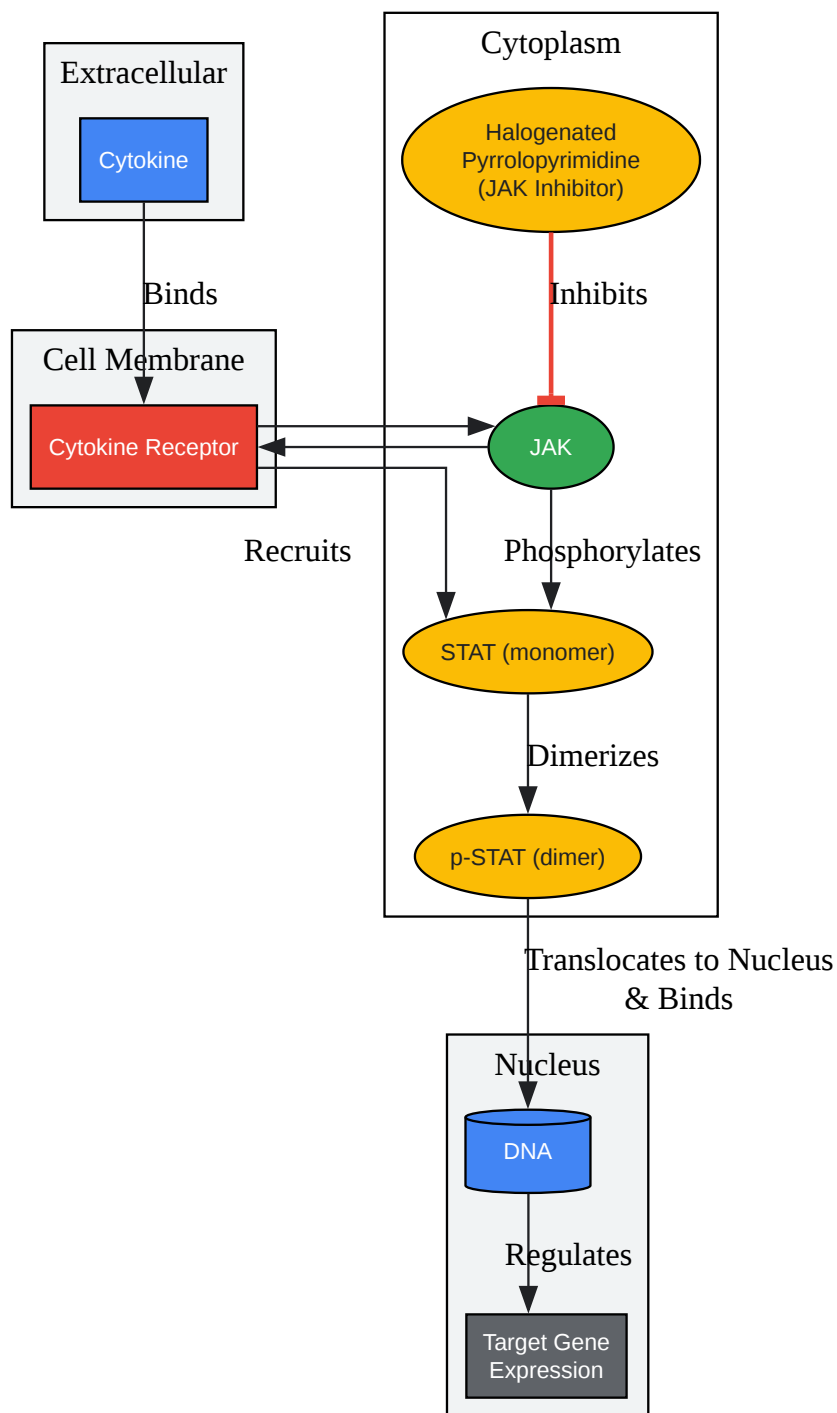 Extracellular
Cytokine
Binds
Cell Membrane
Cytokine Receptor
Recruits
Cytoplasm
Halogenated
Pyrrolopyrimidine
(JAK Inhibitor)
Inhibits
JAK
Phosphorylates
STAT (monomer)
Dimerizes
p-STAT (dimer)
Translocates to Nucleus
& Binds
Nucleus
DNA
Regulates
Target Gene
Expression